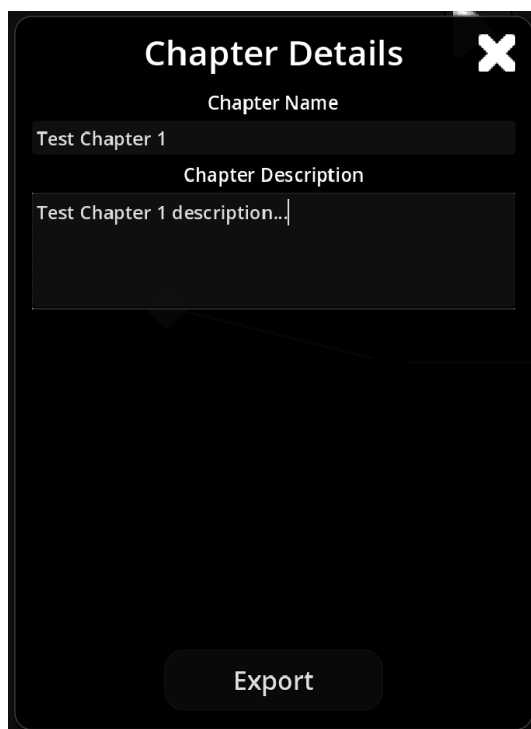 Chapter Details
Chapter Name
Test Chapter 1
Chapter Description
Test Chapter 1 description...
Export